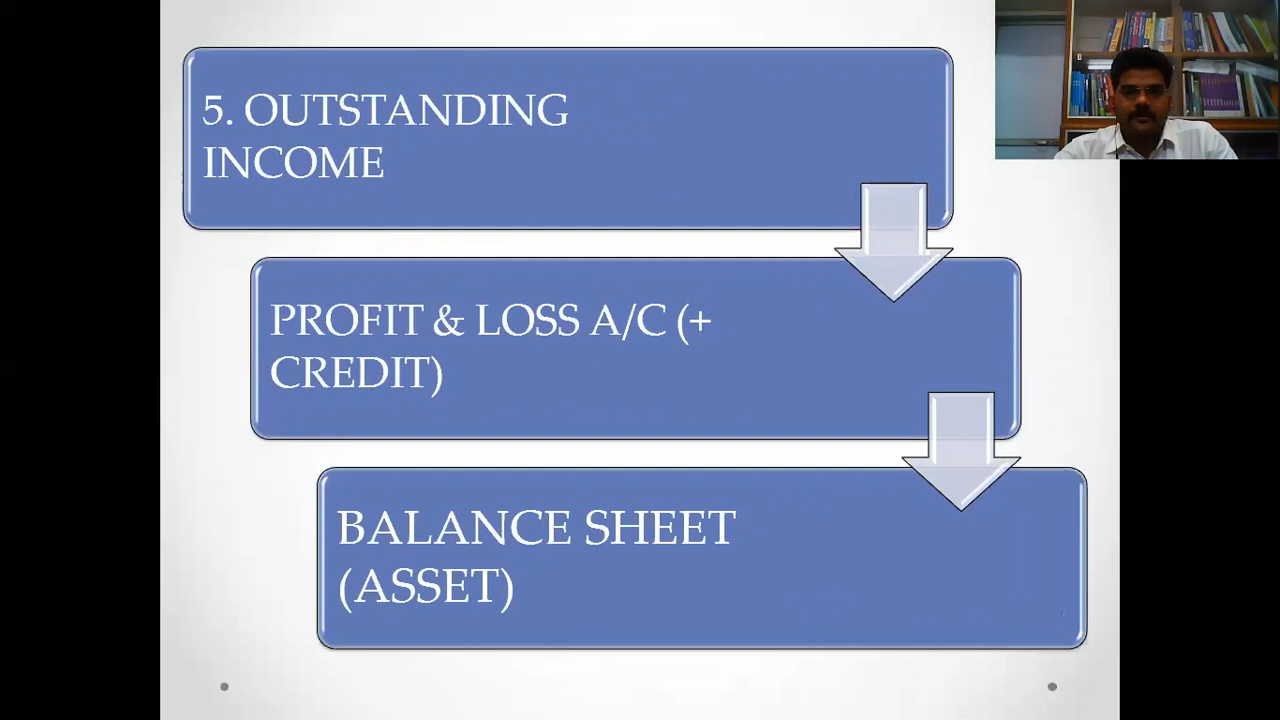 5. OUTSTANDING
INCOME
PROFIT & LOSS A/C (+
CREDIT)
BALANCE SHEET
(ASSET)